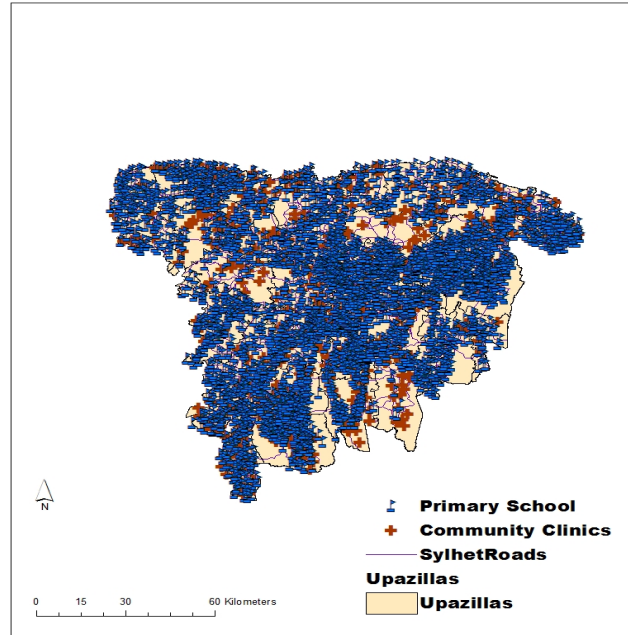 N
Primary School
Community Clinics
SylhetRoads
Upazillas
Upazillas
0 15 30 60 Kilometers